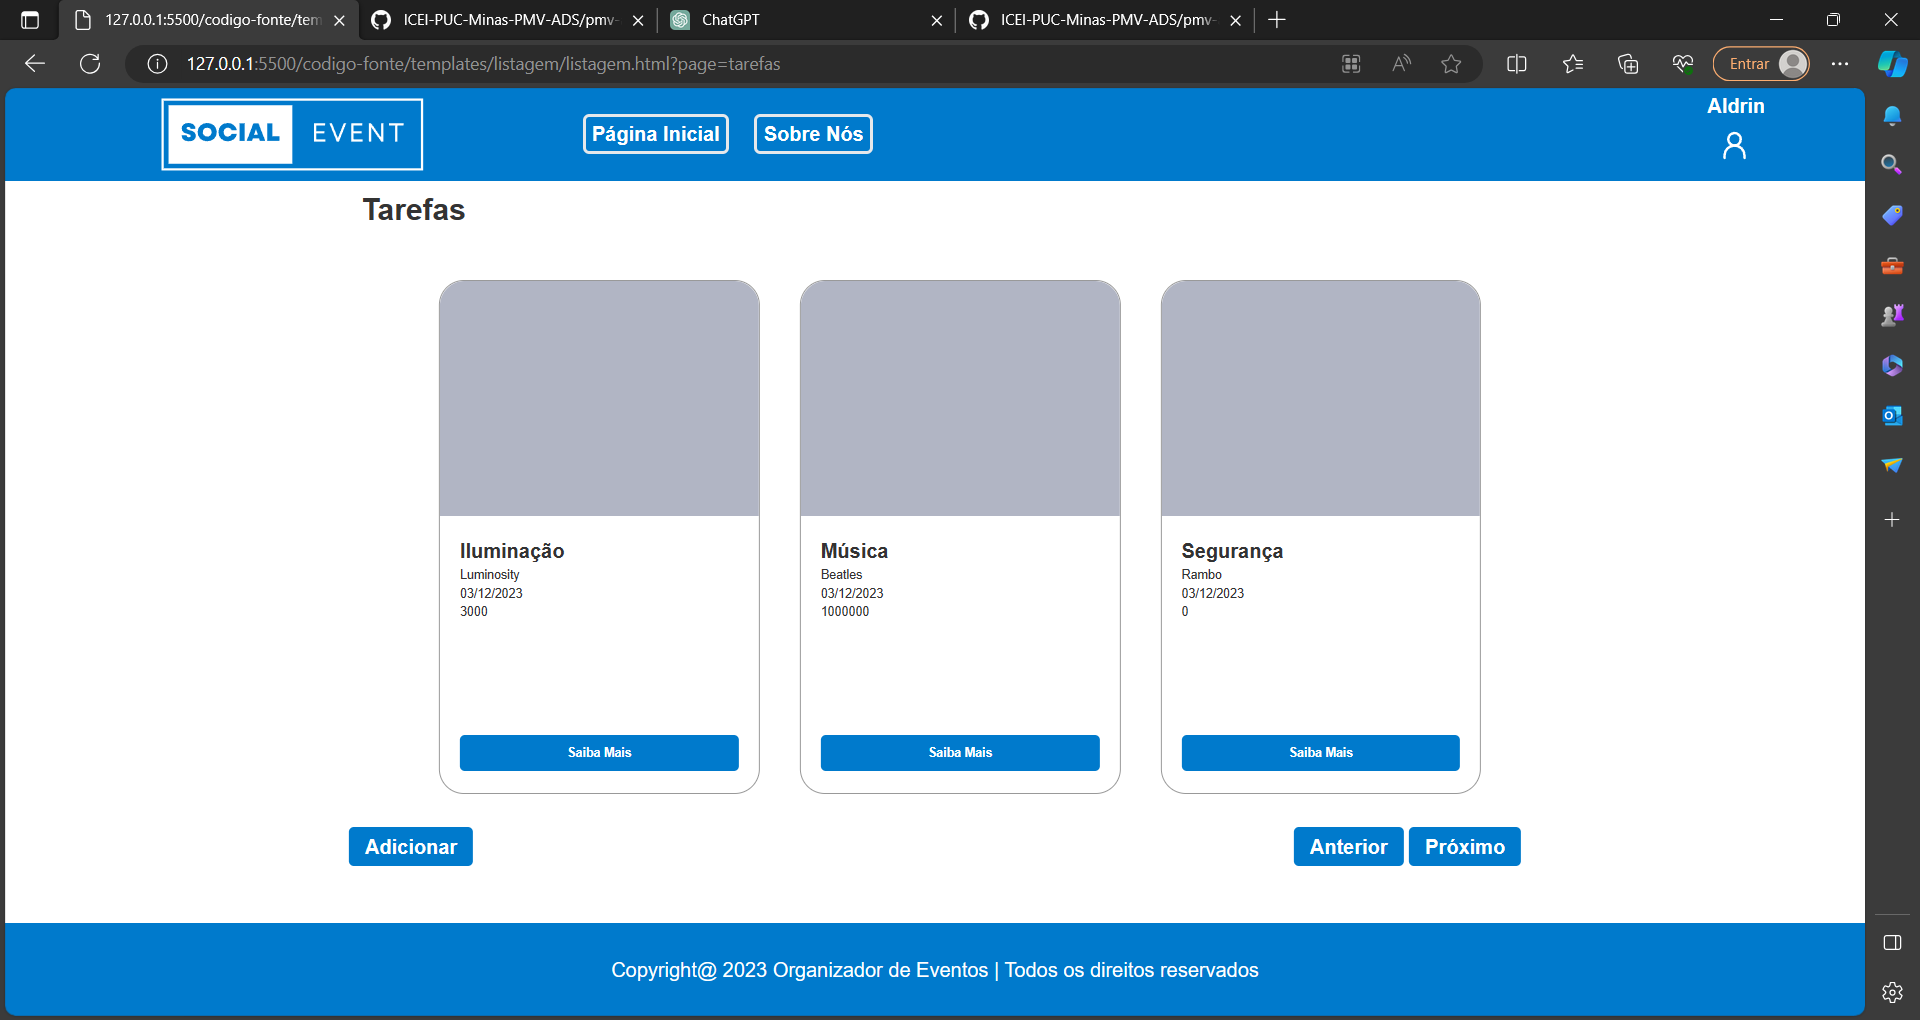 127.0.0.1:5500/codigo-fonte/tem
ICEI-PUC-Minas-PMV-ADS/pmv-
ChatGPT
ICEI-PUC-Minas-PMV-ADS/pmv-
127.0.0.1:5500/codigo-fonte/templates/listagem/listagem.html?page=tarefas
Entrar
SOCIAL EVENT
Página Inicial
Sobre Nós
Aldrin
Tarefas
Iluminação
Luminosity
03/12/2023
3000
Saiba Mais
Música
Beatles
03/12/2023
1000000
Saiba Mais
Segurança
Rambo
03/12/2023
0
Saiba Mais
Adicionar
Anterior
Próximo
Copyright@ 2023 Organizador de Eventos | Todos os direitos reservados